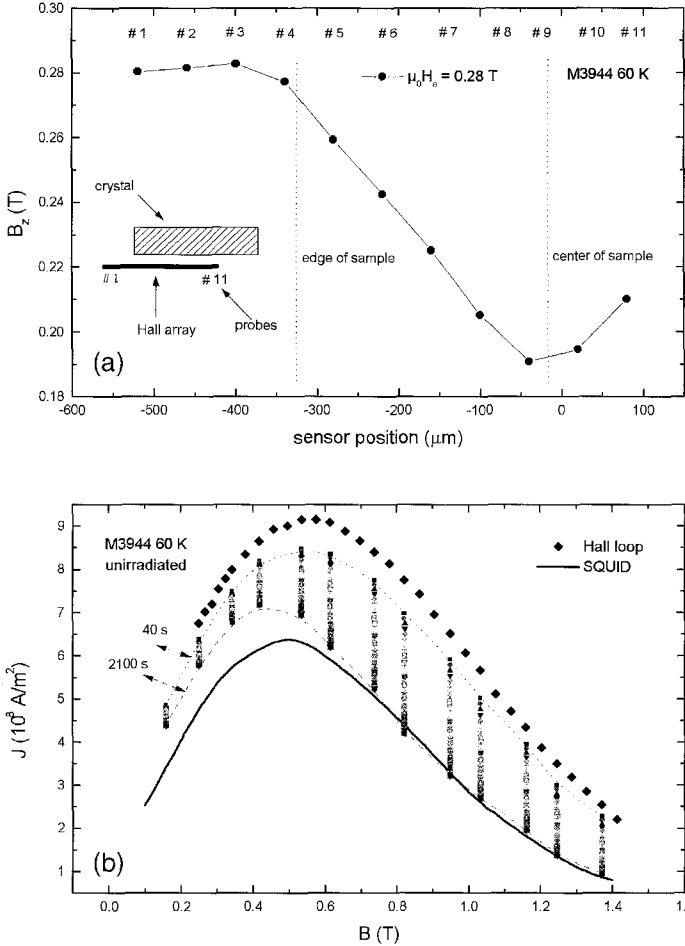 # 1 # 2 # 3 # 4 # 5 # 6 #7 #8 #9 #10 #11
0.30
0.28
0.26
0.24
0.22
0.20
0.18
B_z (T)
μ₀Hₑ = 0.28 T
M3944 60 K
crystal
edge of sample
center of sample
# 1
# 11
Hall array
probes
(a)
-600 -500 -400 -300 -200 -100 0 100
sensor position (μm)
9
8
7
6
5
4
3
2
1
J (10⁸ A/m²)
M3944 60 K
unirradiated
Hall loop
SQUID
40 s
2100 s
(b)
0.0 0.2 0.4 0.6 0.8 1.0 1.2 1.4 1.
B (T)